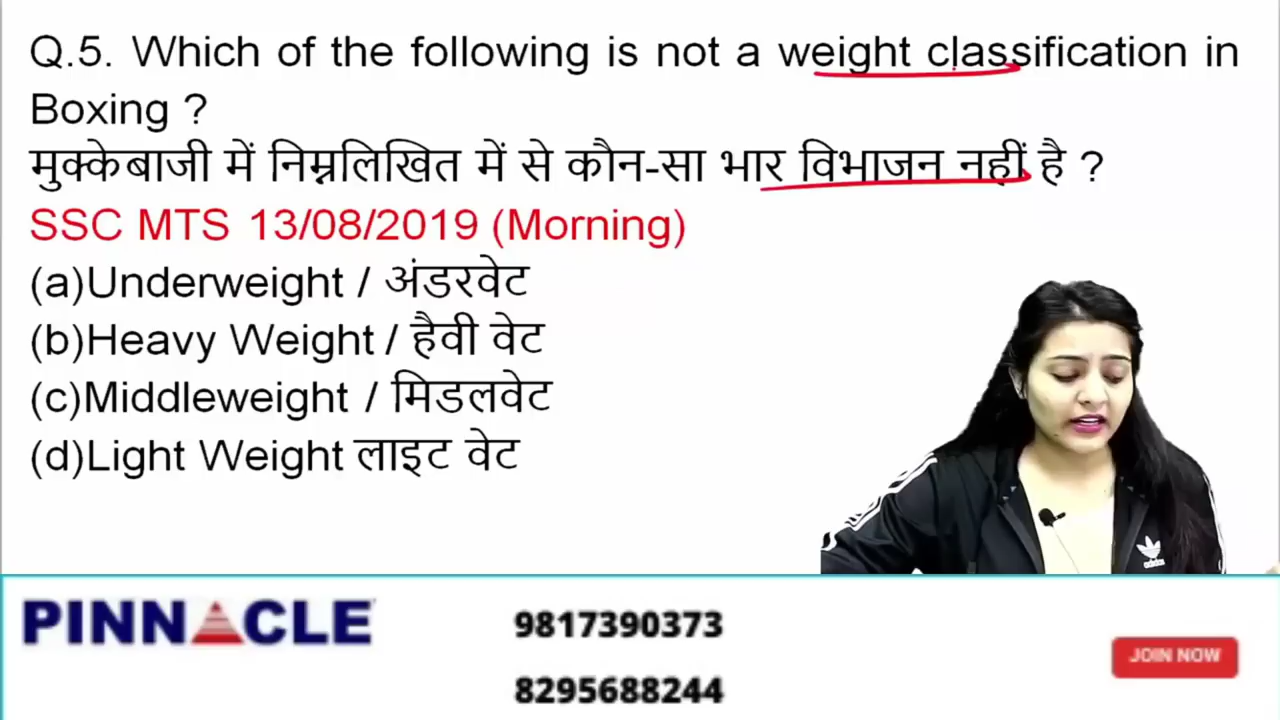 Q.5. Which of the following is not a weight classification in
Boxing ?
मुक्केबाजी में निम्नलिखित में से कौन-सा भार विभाजन नहीं है ?
SSC MTS 13/08/2019 (Morning)
(a)Underweight / अंडरवेट
(b)Heavy Weight / हैवी वेट
(c)Middleweight / मिडलवेट
(d)Light Weight लाइट वेट
adidas
PINNACLE
9817390373
8295688244
JOIN NOW